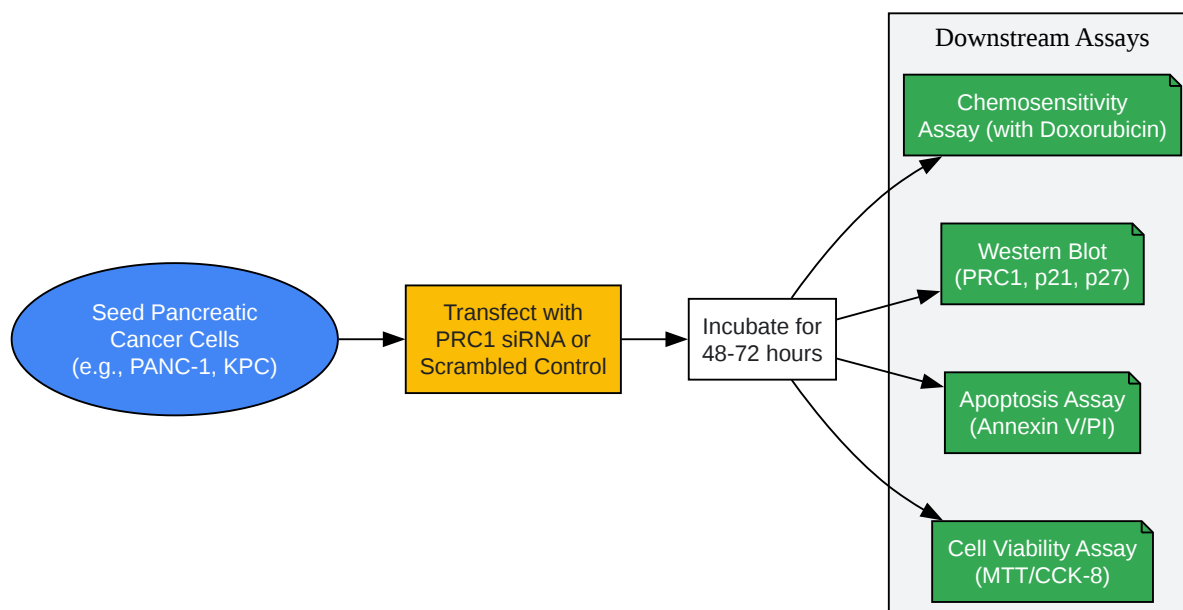 Seed Pancreatic
Cancer Cells
(e.g., PANC-1, KPC)
Transfect with
PRC1 siRNA or
Scrambled Control
Incubate for
48-72 hours
Downstream Assays
Chemosensitivity
Assay (with Doxorubicin)
Western Blot
(PRC1, p21, p27)
Apoptosis Assay
(Annexin V/PI)
Cell Viability Assay
(MTT/CCK-8)